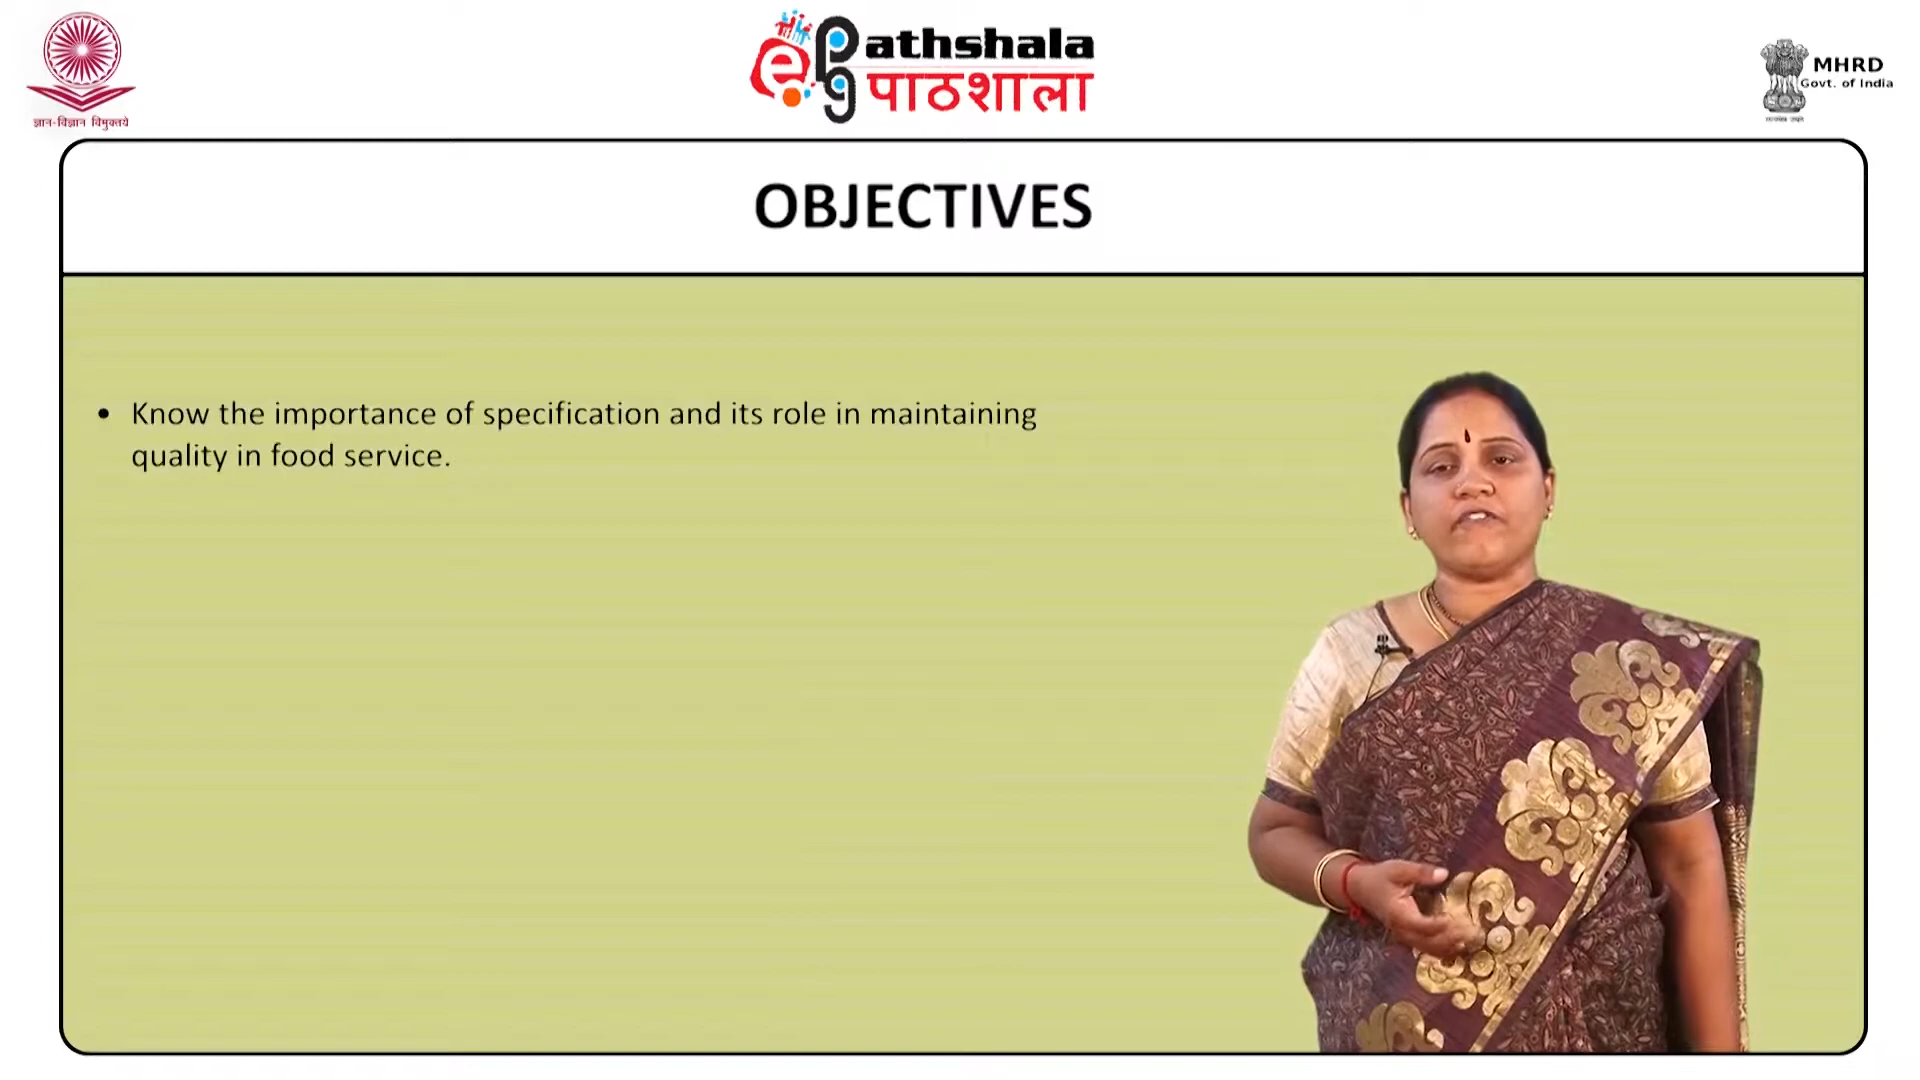 ज्ञान-विज्ञान विमुक्तये
e
pg
athshala
पाठशाला
MHRD
Govt. of India
OBJECTIVES
• Know the importance of specification and its role in maintaining
quality in food service.